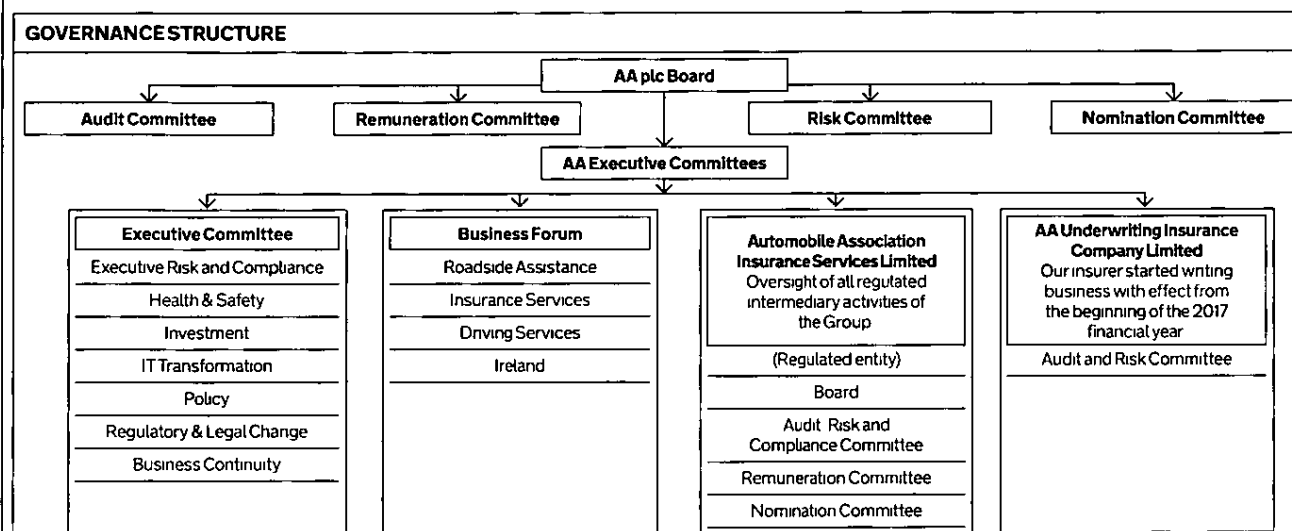 GOVERNANCE STRUCTURE
AA plc Board
Audit Committee
Remuneration Committee
Risk Committee
Nomination Committee
AA Executive Committees
Executive Committee
Executive Risk and Compliance
Health & Safety
Investment
IT Transformation
Policy
Regulatory & Legal Change
Business Continuity
Business Forum
Roadside Assistance
Insurance Services
Driving Services
Ireland
Automobile Association
Insurance Services Limited
Oversight of all regulated
intermediary activities of
the Group
(Regulated entity)
Board
Audit Risk and
Compliance Committee
Remuneration Committee
Nomination Committee
AA Underwriting Insurance
Company Limited
Our insurer started writing
business with effect from
the beginning of the 2017
financial year
Audit and Risk Committee